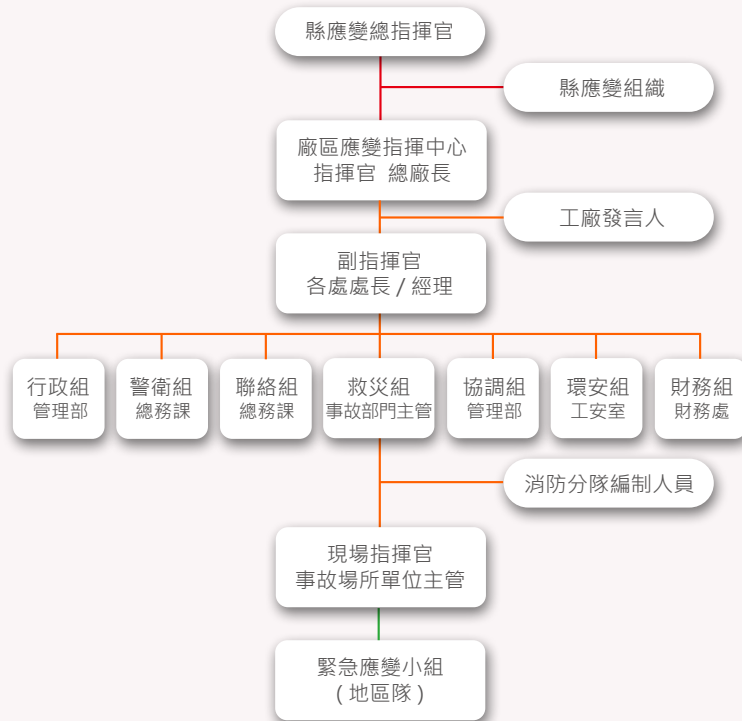 縣應變總指揮官
縣應變組織
廠區應變指揮中心
指揮官 總廠長
工廠發言人
副指揮官
各處處長 / 經理
行政組
管理部
警衛組
總務課
聯絡組
總務課
救災組
事故部門主管
協調組
管理部
環安組
工安室
財務組
財務處
消防分隊編制人員
現場指揮官
事故場所單位主管
緊急應變小組
( 地區隊 )